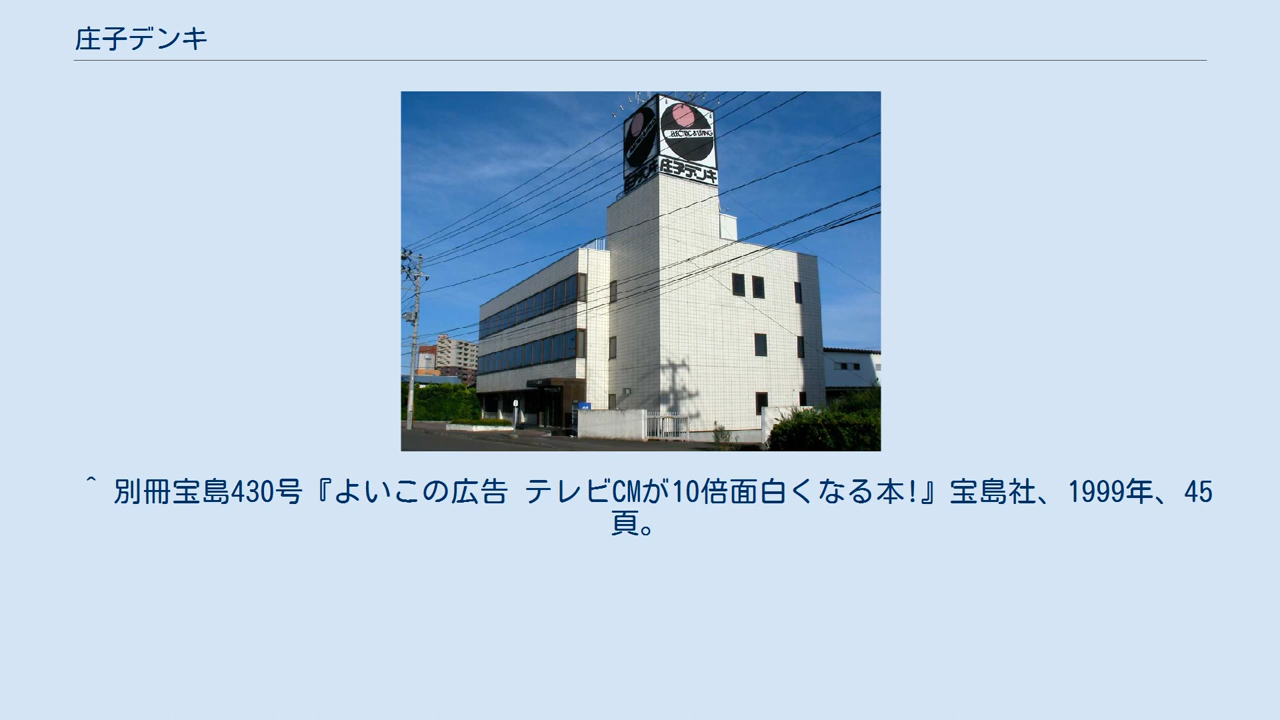 庄子デンキ
ELECTRIC & LIVING
庄子デンキ
^ 別冊宝島430号『よいこの広告 テレビCMが10倍面白くなる本!』宝島社、1999年、45
頁。